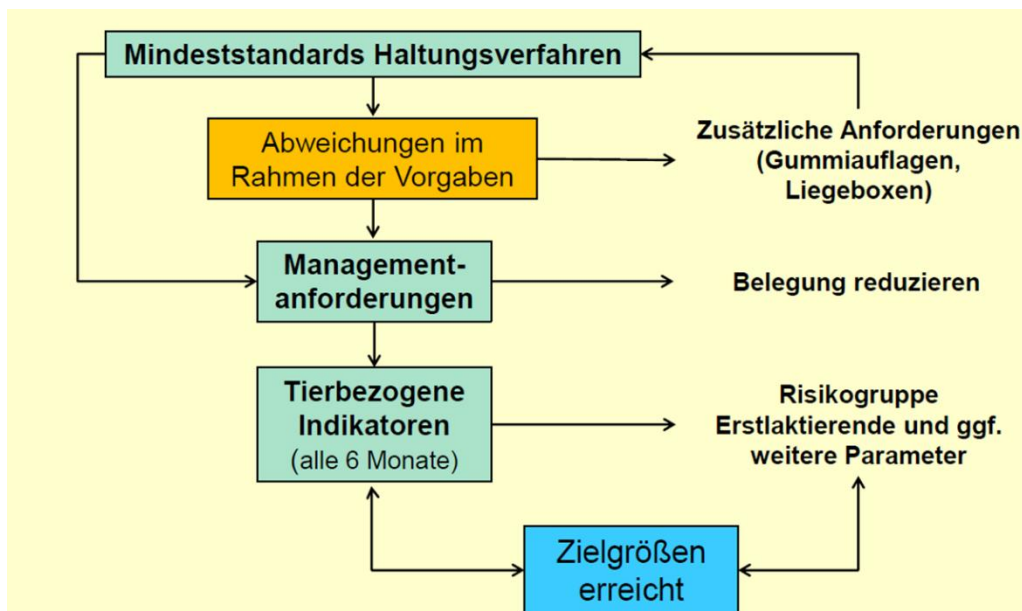 Mindeststandards Haltungsverfahren
Abweichungen im
Rahmen der Vorgaben
Zusätzliche Anforderungen
(Gummiauflagen,
Liegeboxen)
Management-
anforderungen
Belegung reduzieren
Tierbezogene
Indikatoren
(alle 6 Monate)
Risikogruppe
Erstlaktierende und ggf.
weitere Parameter
Zielgrößen
erreicht